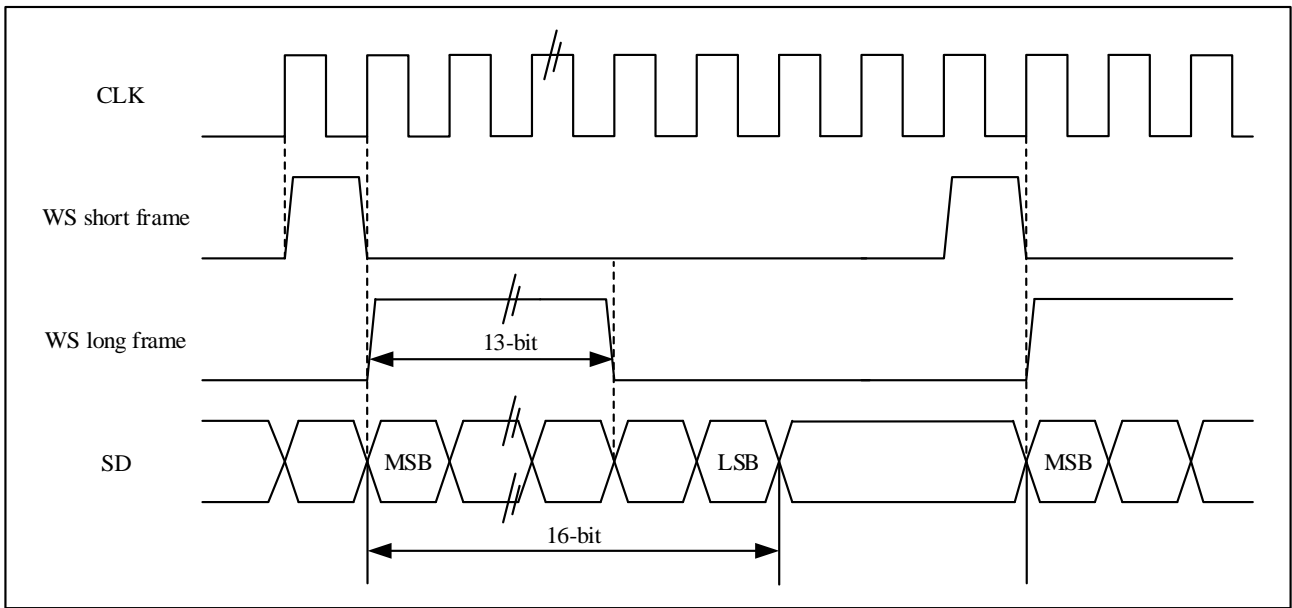 CLK
WS short frame
WS long frame
13-bit
SD
MSB
LSB
MSB
16-bit